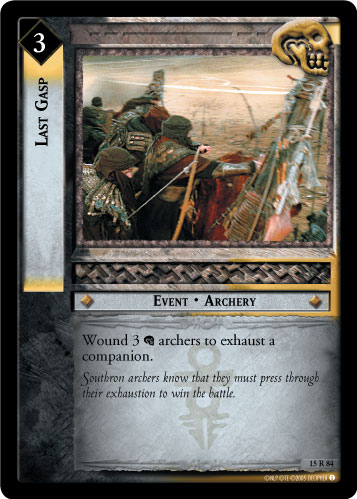 3
LAST GASP
EVENT • ARCHERY
Wound 3 archers to exhaust a
companion.
Southron archers know that they must press through
their exhaustion to win the battle.
15 R 84